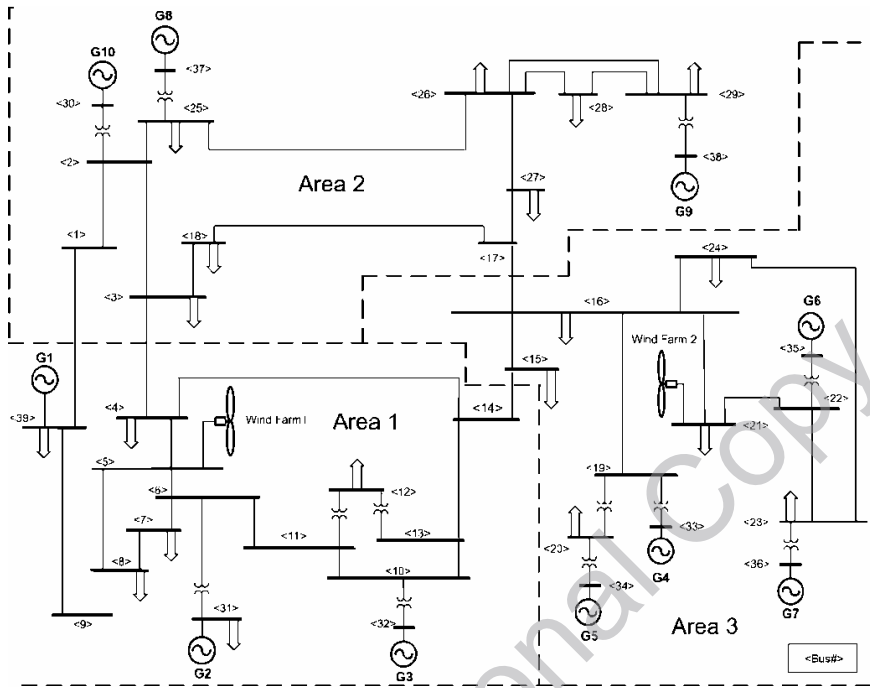 G8
G10
<37>
<30>
<25>
<26>
<28>
<29>
<2>
<38>
Area 2
<27>
G9
<1>
<18>
<24>
<17>
<3>
<16>
G6
G1
<15>
Wind Farm 2
<35>
<4>
Wind Farm I
Area 1
<14>
<22>
<39>
<21>
<5>
<19>
<6>
<12>
<7>
<11>
<13>
<33>
<23>
<20>
<8>
<10>
G4
<36>
<34>
<9>
<31>
<32>
G5
G7
Area 3
G2
G3
<Bus#>
onal Copy